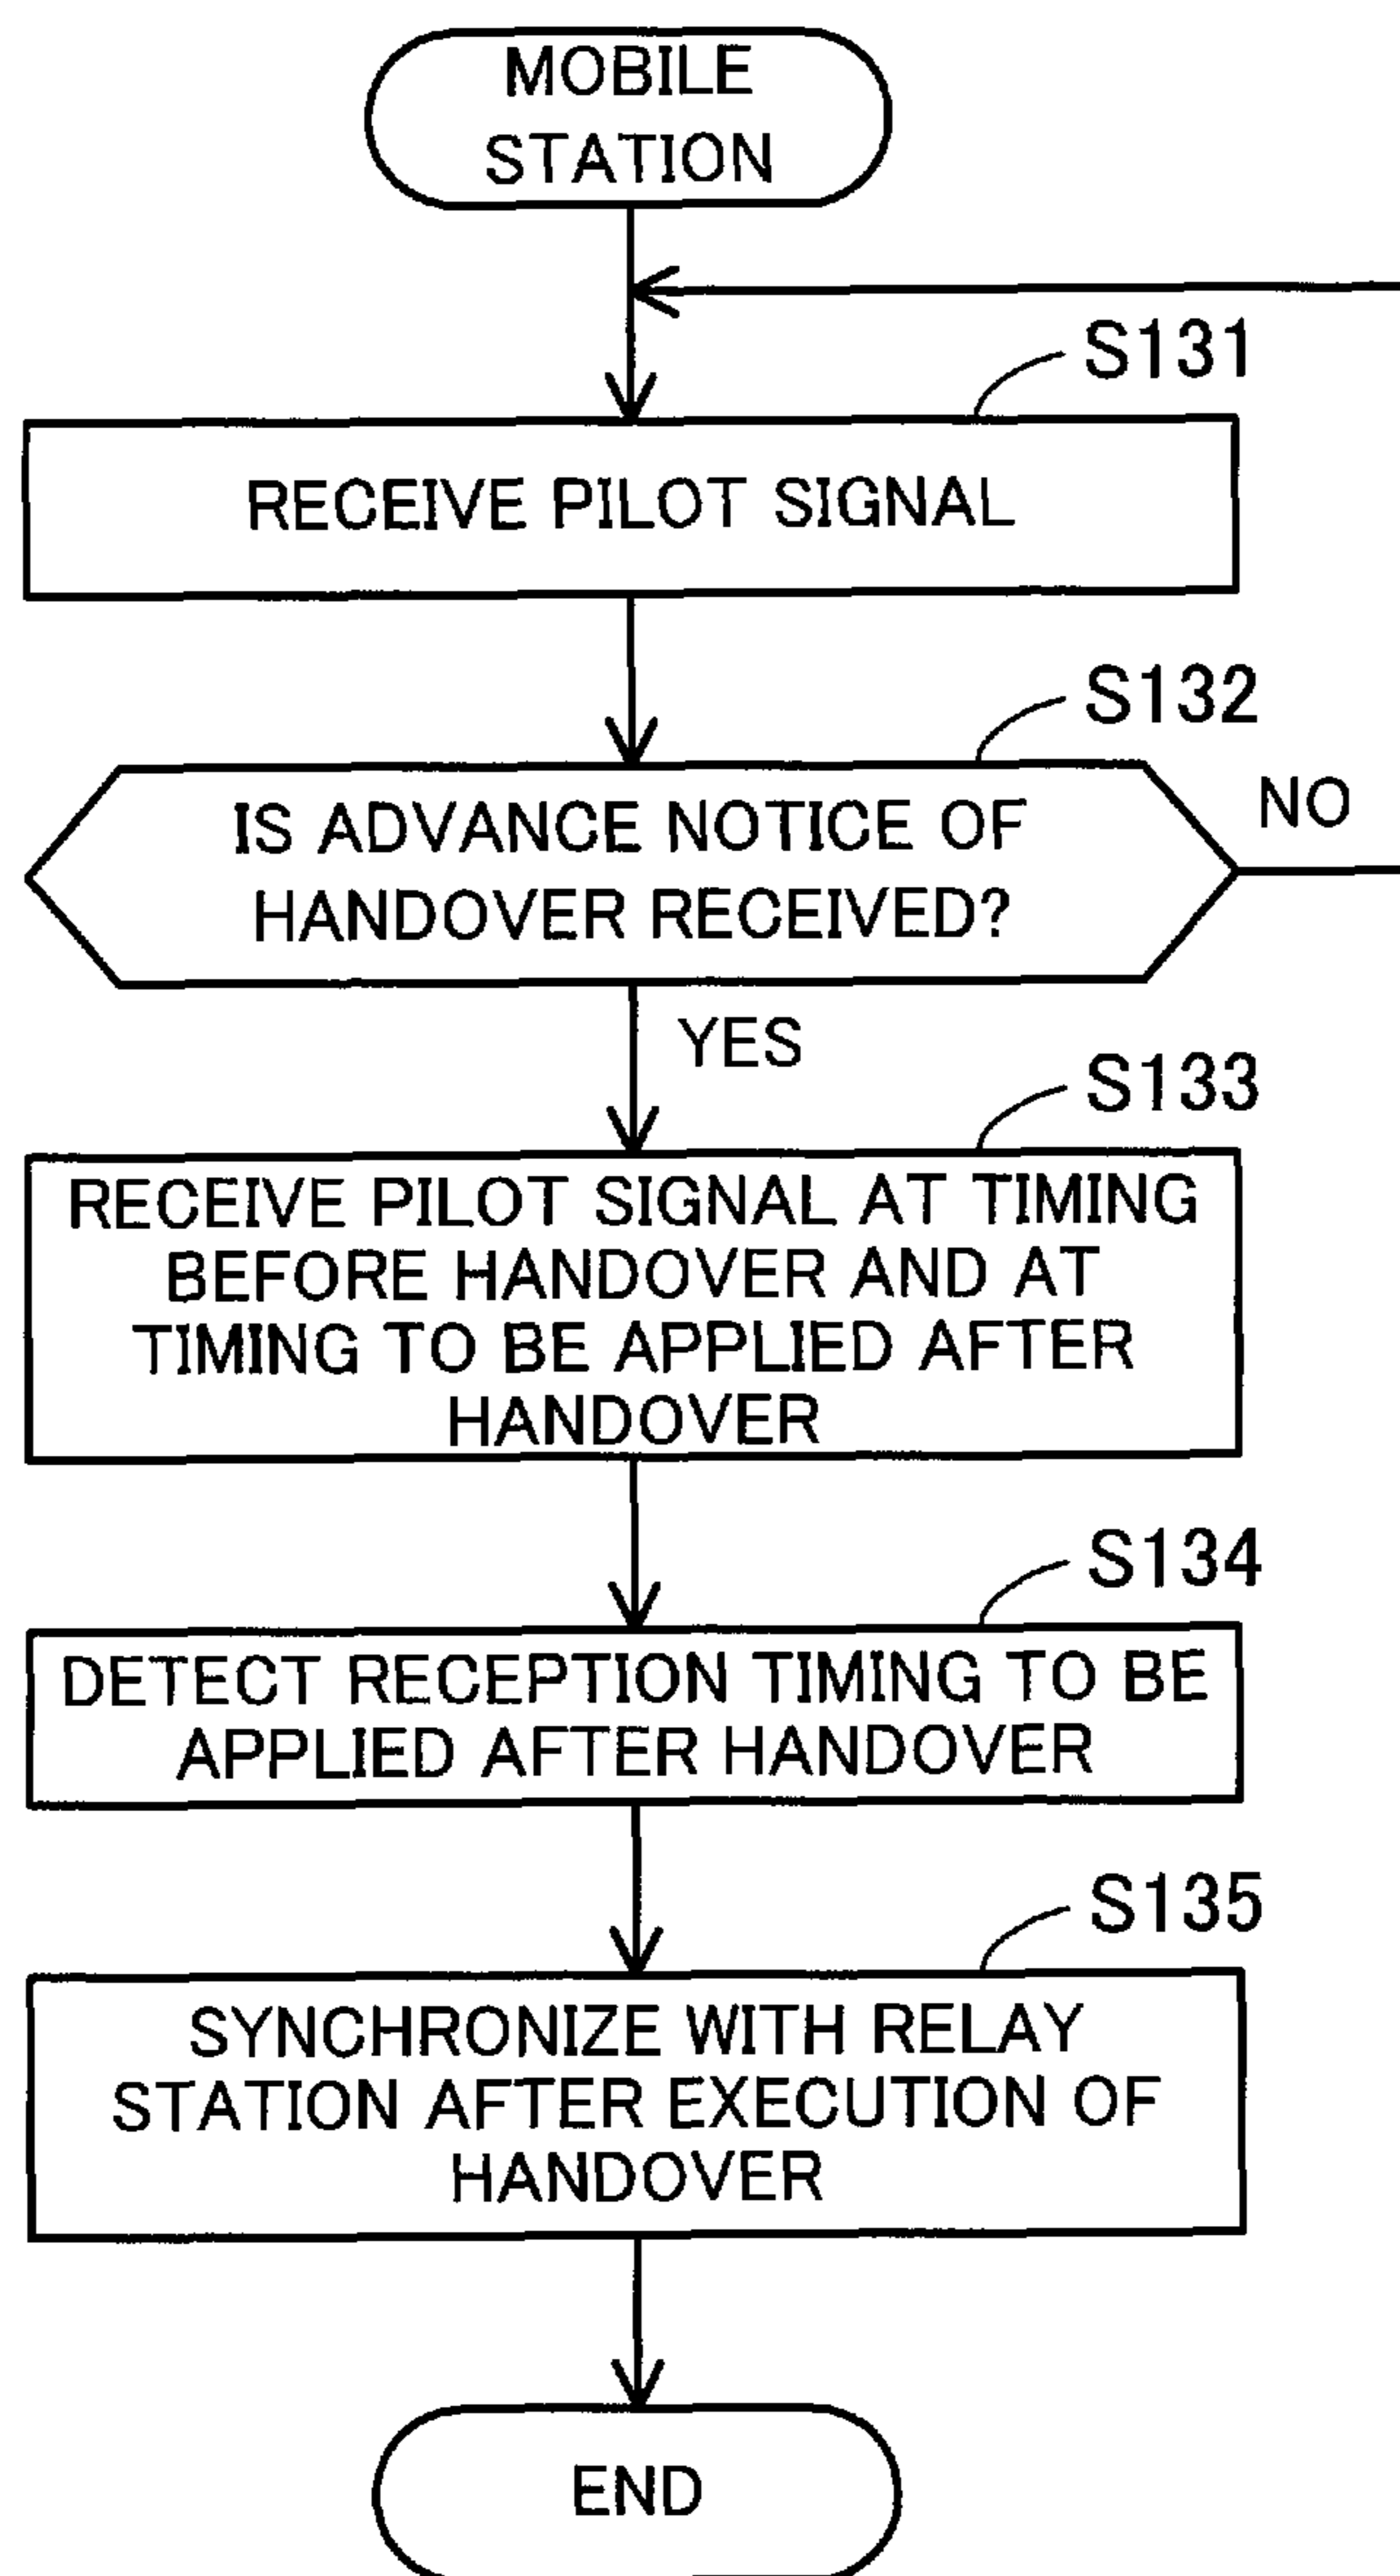 MOBILE
STATION
S131
RECEIVE PILOT SIGNAL
S132
IS ADVANCE NOTICE OF
HANDOVER RECEIVED?
NO
YES
S133
RECEIVE PILOT SIGNAL AT TIMING
BEFORE HANDOVER AND AT
TIMING TO BE APPLIED AFTER
HANDOVER
S134
DETECT RECEPTION TIMING TO BE
APPLIED AFTER HANDOVER
S135
SYNCHRONIZE WITH RELAY
STATION AFTER EXECUTION OF
HANDOVER
END